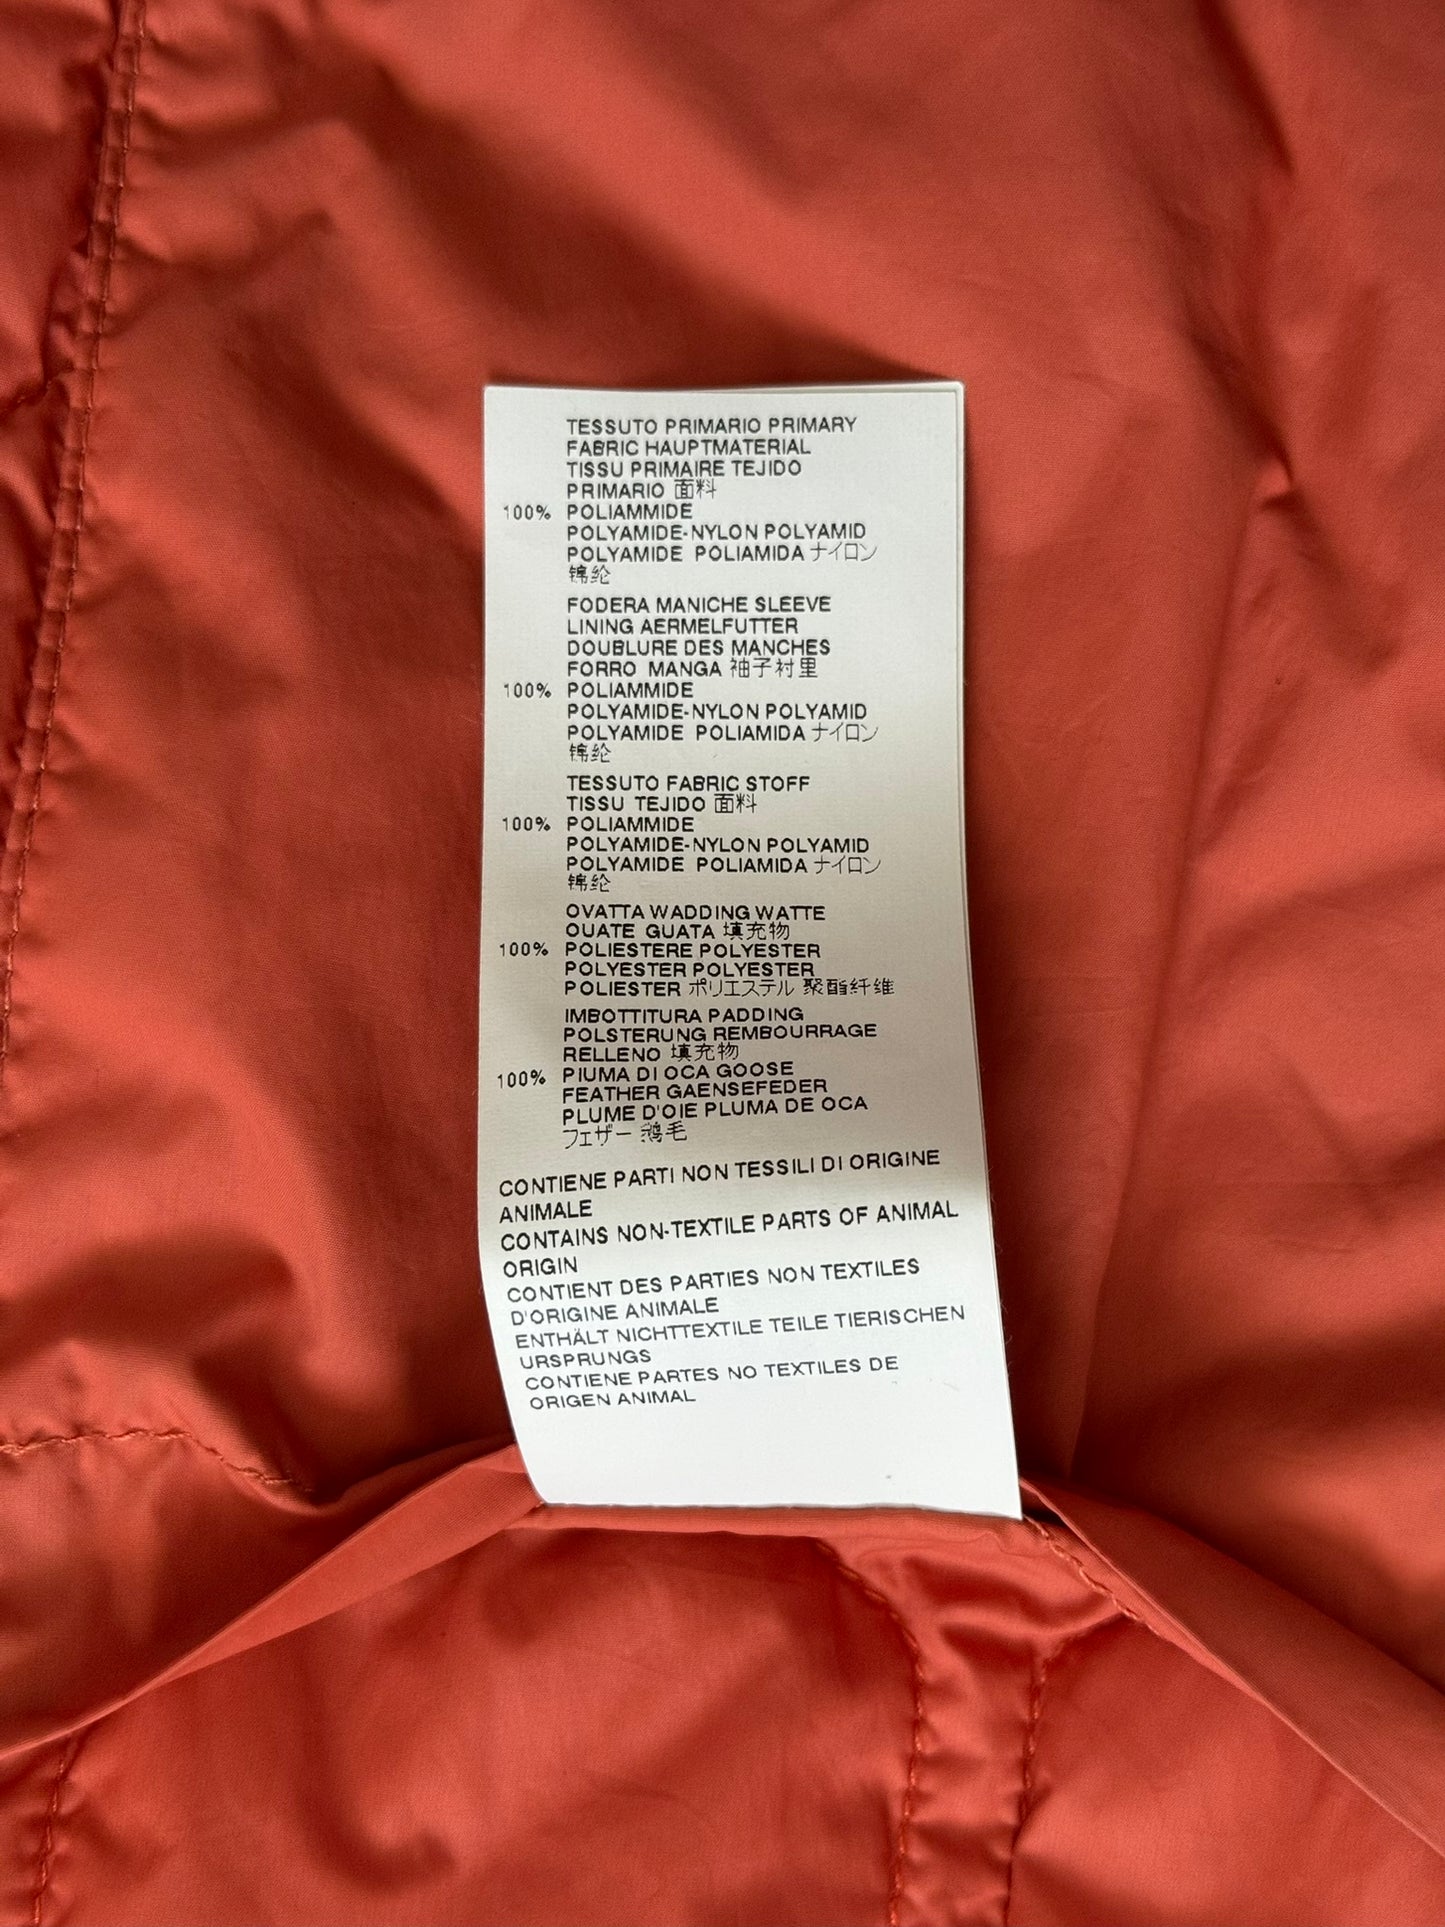 TESSUTO PRIMARIO PRIMARY
FABRIC HAUPTMATERIAL
TISSU PRIMAIRE TEJIDO
PRIMARIO 面料
100% POLIAMMIDE
POLYAMIDE-NYLON POLYAMID
POLYAMIDE POLIAMIDA ナイロン
锦纶
FODERA MANICHE SLEEVE
LINING AERMELFUTTER
DOUBLURE DES MANCHES
FORRO MANGA 袖子衬里
100% POLIAMMIDE
POLYAMIDE-NYLON POLYAMID
POLYAMIDE POLIAMIDA ナイロン
锦纶
TESSUTO FABRIC STOFF
TISSU TEJIDO 面料
100% POLIAMMIDE
POLYAMIDE-NYLON POLYAMID
POLYAMIDE POLIAMIDA ナイロン
锦纶
OVATTA WADDING WATTE
OUATE GUATA 填充物
100% POLIESTERE POLYESTER
POLYESTER POLYESTER
POLIESTER ポリエステル 聚酯纤维
IMBOTTITURA PADDING
POLSTERUNG REMBOURRAGE
RELLENO 填充物
100% PIUMA DI OCA GOOSE
FEATHER GAENSEFEDER
PLUME D'OIE PLUMA DE OCA
フェザー 鹅毛
CONTIENE PARTI NON TESSILI DI ORIGINE
ANIMALE
CONTAINS NON-TEXTILE PARTS OF ANIMAL
ORIGIN
CONTIENT DES PARTIES NON TEXTILES
D'ORIGINE ANIMALE
ENTHÄLT NICHTTEXTILE TEILE TIERISCHEN
URSPRUNGS
CONTIENE PARTES NO TEXTILES DE
ORIGEN ANIMAL